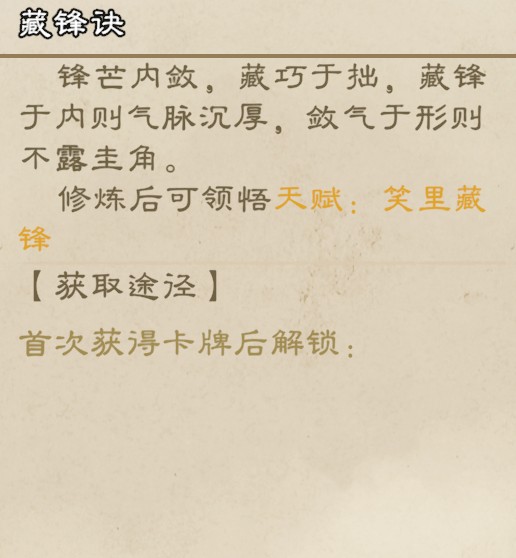 藏锋诀
锋芒内敛，藏巧于拙，藏锋
于内则气脉沉厚，敛气于形则
不露圭角。
修炼后可领悟天赋：笑里藏
锋
【获取途径】
首次获得卡牌后解锁：